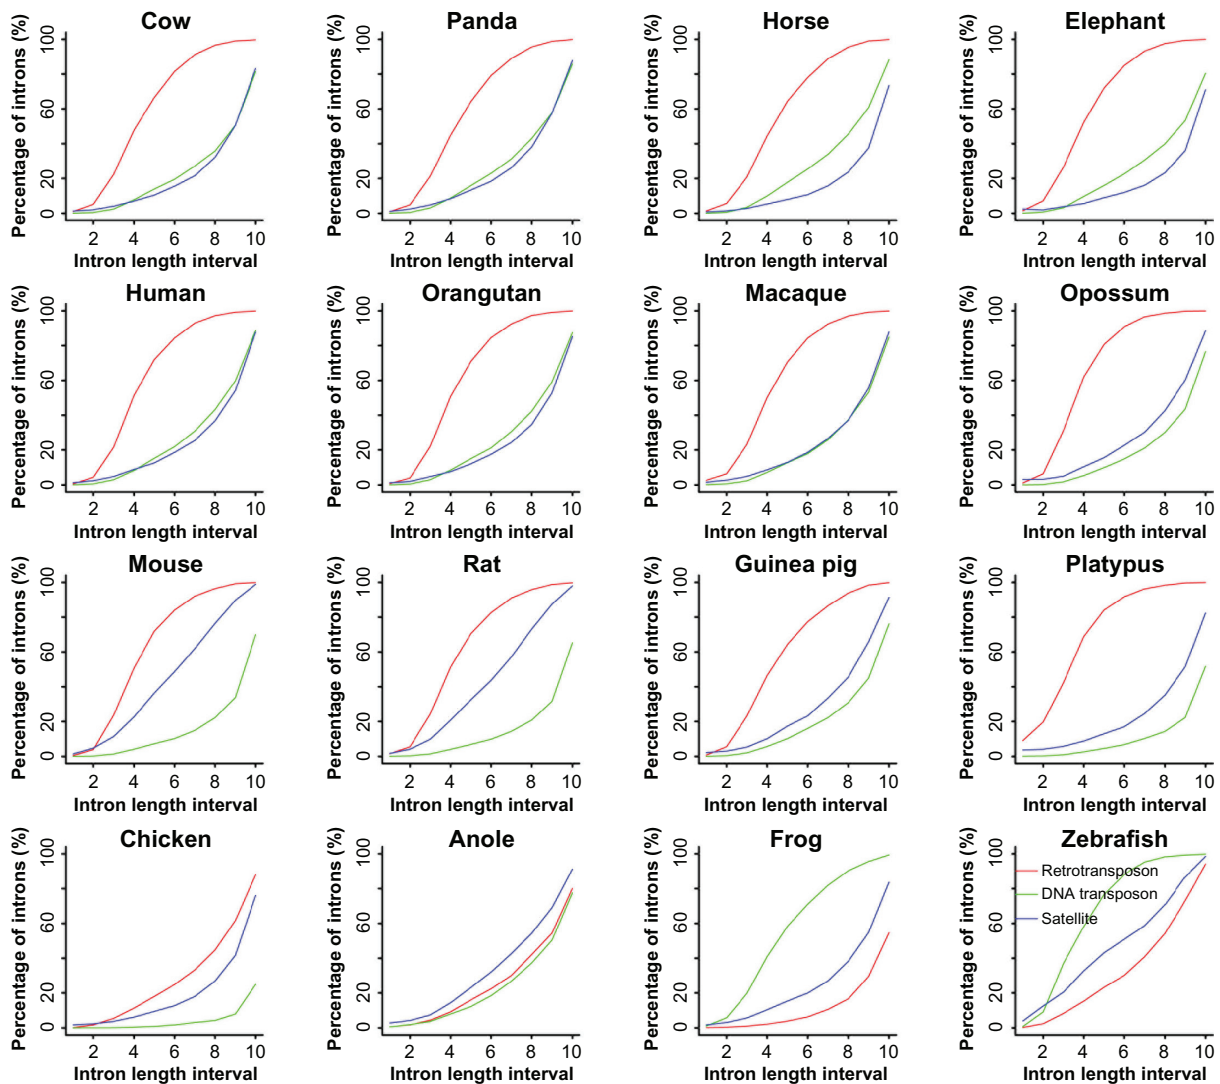 Cow
Panda
Horse
Elephant
Percentage of introns (%)
0 20 60 100
2 4 6 8 10
Intron length interval
Percentage of introns (%)
0 20 60 100
2 4 6 8 10
Intron length interval
Percentage of introns (%)
0 20 60 100
2 4 6 8 10
Intron length interval
Percentage of introns (%)
0 20 60 100
2 4 6 8 10
Intron length interval
Human
Orangutan
Macaque
Opossum
Percentage of introns (%)
0 20 60 100
2 4 6 8 10
Intron length interval
Percentage of introns (%)
0 20 60 100
2 4 6 8 10
Intron length interval
Percentage of introns (%)
0 20 60 100
2 4 6 8 10
Intron length interval
Percentage of introns (%)
0 20 60 100
2 4 6 8 10
Intron length interval
Mouse
Rat
Guinea pig
Platypus
Percentage of introns (%)
0 20 60 100
2 4 6 8 10
Intron length interval
Percentage of introns (%)
0 20 60 100
2 4 6 8 10
Intron length interval
Percentage of introns (%)
0 20 60 100
2 4 6 8 10
Intron length interval
Percentage of introns (%)
0 20 60 100
2 4 6 8 10
Intron length interval
Chicken
Anole
Frog
Zebrafish
Percentage of introns (%)
0 20 60 100
2 4 6 8 10
Intron length interval
Percentage of introns (%)
0 20 60 100
2 4 6 8 10
Intron length interval
Percentage of introns (%)
0 20 60 100
2 4 6 8 10
Intron length interval
Percentage of introns (%)
0 20 60 100
Retrotransposon
DNA transposon
Satellite
2 4 6 8 10
Intron length interval